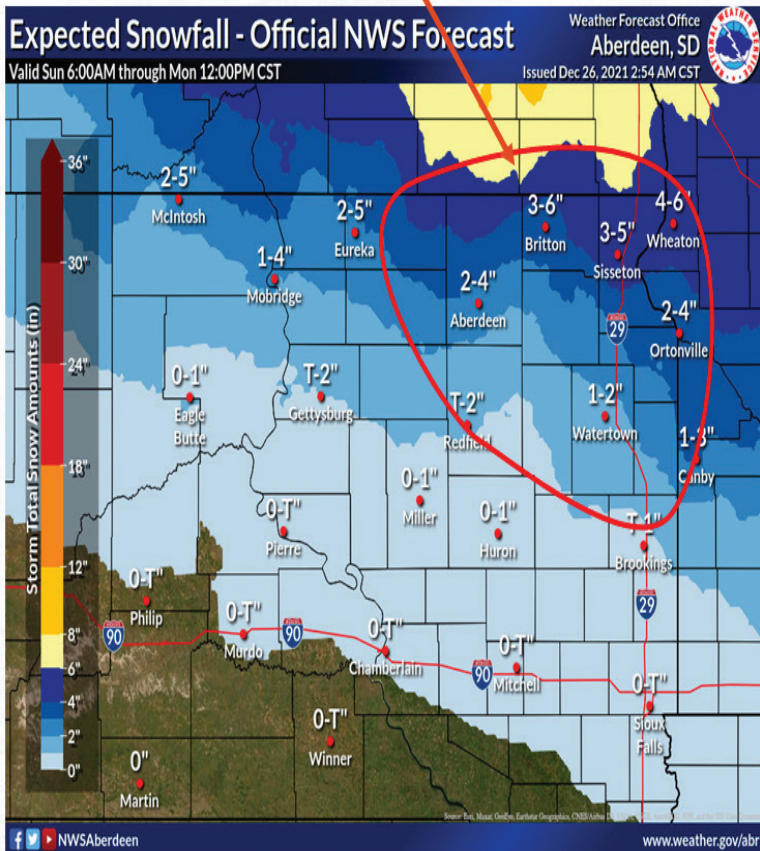 Expected Snowfall - Official NWS Forecast
Valid Sun 6:00AM through Mon 12:00PM CST
Weather Forecast Office
Aberdeen, SD
Issued Dec 26, 2021 2:54 AM CST
NATIONAL WEATHER SERVICE
Storm Total Snow Amounts (in)
36"
30"
24"
18"
12"
8"
6"
4"
2"
0"
2-5"
McIntosh
2-5"
Eureka
3-6"
Britton
4-6"
Wheaton
3-5"
Sisseton
1-4"
Mobridge
2-4"
Aberdeen
29
2-4"
Ortonville
0-1"
Eagle
Butte
T-2"
Gettysburg
T-2"
Redfield
1-2"
Watertown
1-3"
Canby
0-1"
Miller
0-T"
Pierre
0-1"
Huron
T-1"
Brookings
0-T"
Philip
29
90
0-T"
Murdo
90
0-T"
Chamberlain
90
0-T"
Mitchell
0-T"
Sioux
Falls
0-T"
Winner
0"
Martin
NWSAberdeen
www.weather.gov/abr